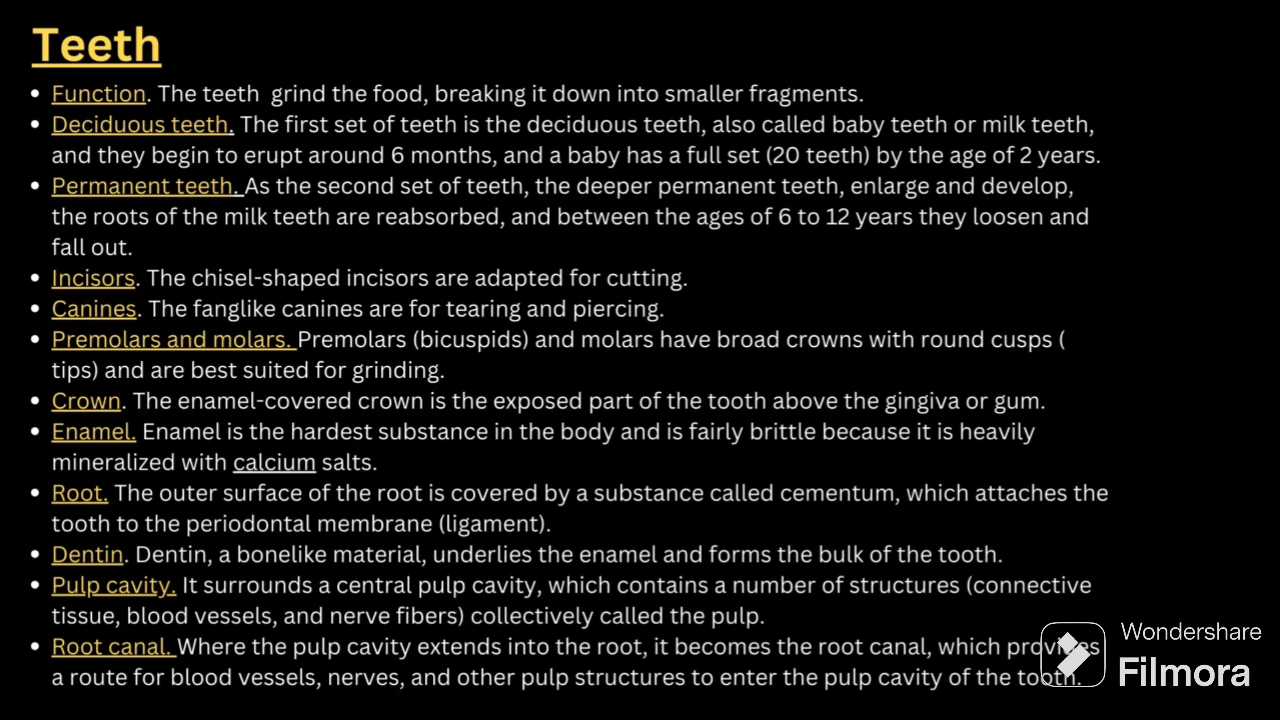 Teeth
• Function. The teeth  grind the food, breaking it down into smaller fragments.
• Deciduous teeth. The first set of teeth is the deciduous teeth, also called baby teeth or milk teeth,
and they begin to erupt around 6 months, and a baby has a full set (20 teeth) by the age of 2 years.
• Permanent teeth. As the second set of teeth, the deeper permanent teeth, enlarge and develop,
the roots of the milk teeth are reabsorbed, and between the ages of 6 to 12 years they loosen and
fall out.
• Incisors. The chisel-shaped incisors are adapted for cutting.
• Canines. The fanglike canines are for tearing and piercing.
• Premolars and molars. Premolars (bicuspids) and molars have broad crowns with round cusps (
tips) and are best suited for grinding.
• Crown. The enamel-covered crown is the exposed part of the tooth above the gingiva or gum.
• Enamel. Enamel is the hardest substance in the body and is fairly brittle because it is heavily
mineralized with calcium salts.
• Root. The outer surface of the root is covered by a substance called cementum, which attaches the
tooth to the periodontal membrane (ligament).
• Dentin. Dentin, a bonelike material, underlies the enamel and forms the bulk of the tooth.
• Pulp cavity. It surrounds a central pulp cavity, which contains a number of structures (connective
tissue, blood vessels, and nerve fibers) collectively called the pulp.
• Root canal. Where the pulp cavity extends into the root, it becomes the root canal, which provides
a route for blood vessels, nerves, and other pulp structures to enter the pulp cavity of the tooth.
Wondershare
Filmora